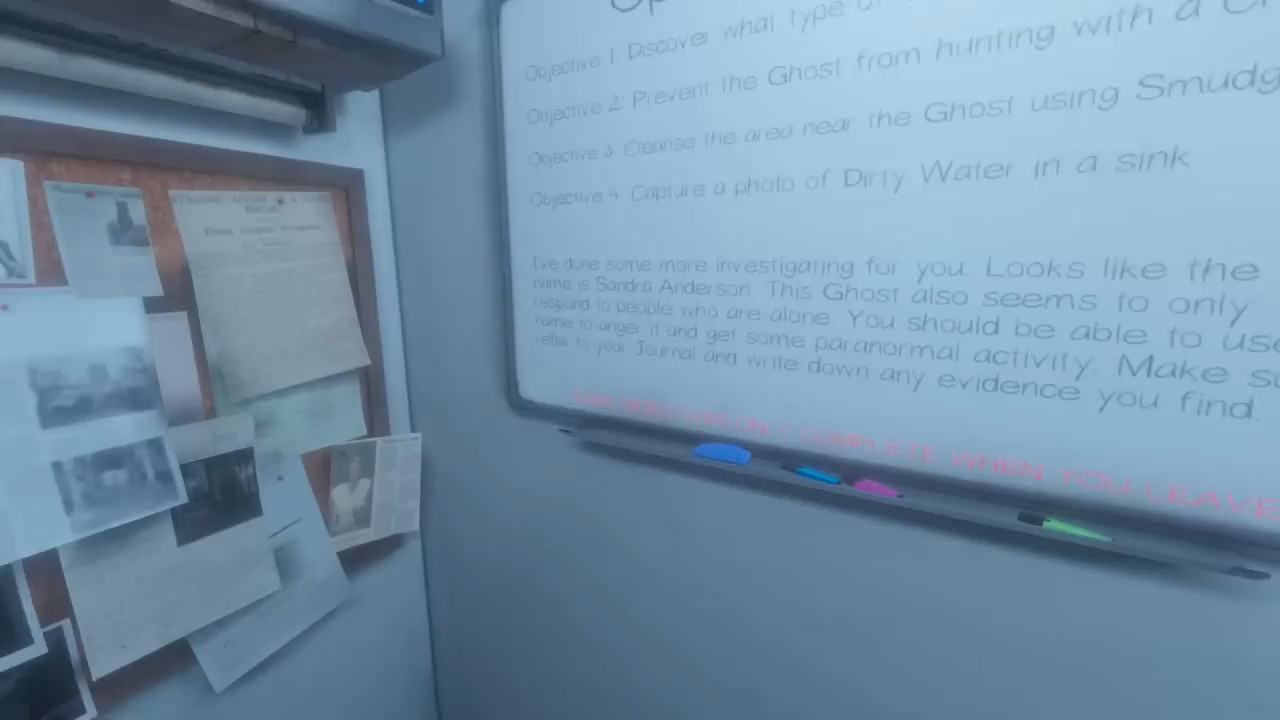 Objective 1: Discover what type of
Objective 2: Prevent the Ghost from hunting with a
Objective 3: Cleanse the area near the Ghost using Smudg
Objective 4: Capture a photo of Dirty Water in a sink
I've done some more investigating for you. Looks like the
name is Sandra Anderson. This Ghost also seems to only
respond to people who are alone. You should be able to use
name to anger it and get some paranormal activity. Make
refer to your Journal and write down any evidence you find.
COMPLETE WHEN YOU LEAVE